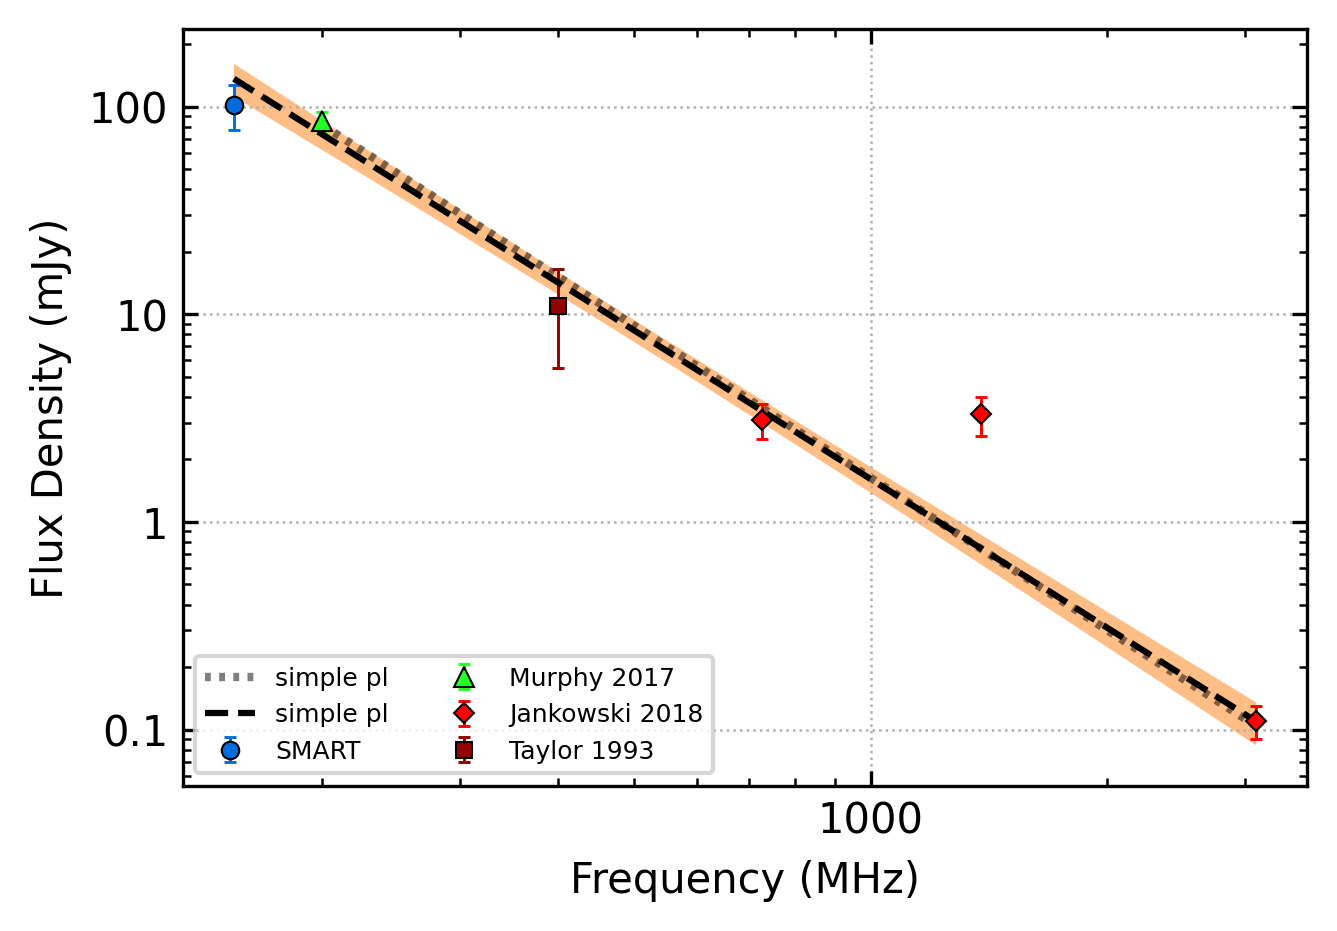 100
10
1
0.1
Flux Density (mJy)
simple pl
simple pl
SMART
Murphy 2017
Jankowski 2018
Taylor 1993
1000
Frequency (MHz)